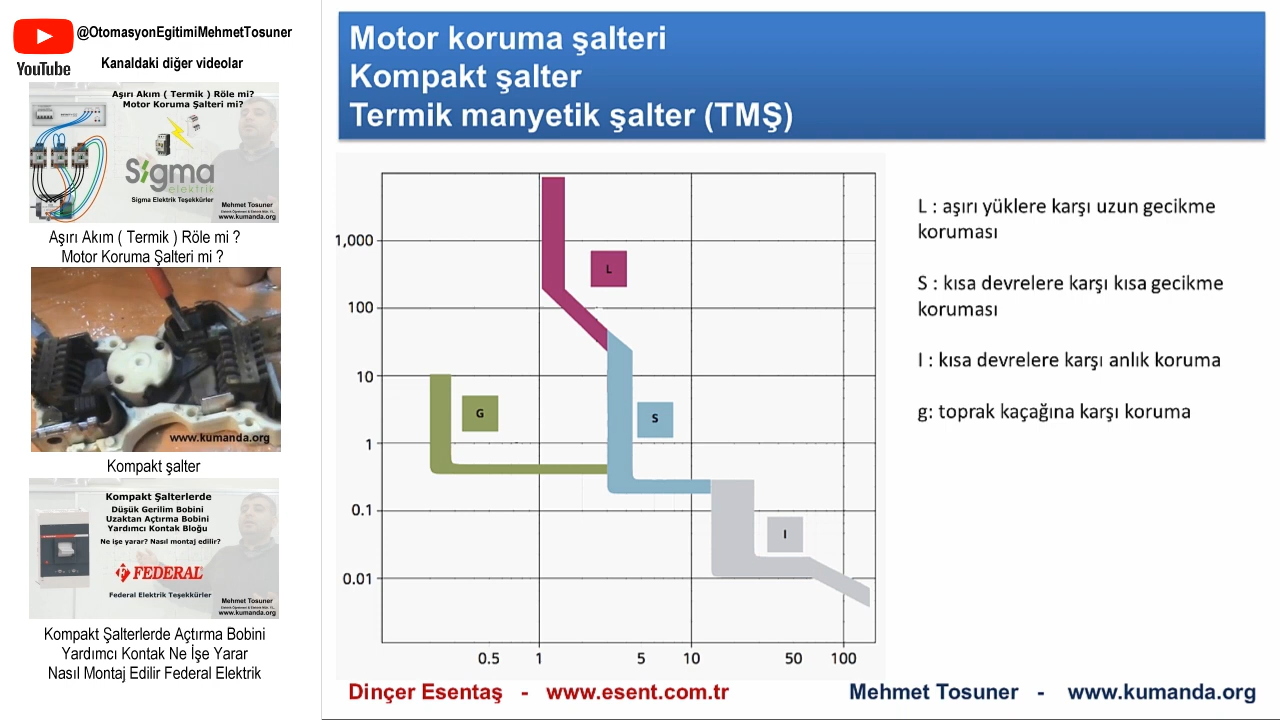 @OtomasyonEgitimiMehmetTosuner
YouTube
Kanaldaki diğer videolar
Aşırı Akım ( Termik ) Röle mi?
Motor Koruma Şalteri mi?
Sigma
elektrik
Sigma Elektrik Teşekkürler
Mehmet Tosuner
www.kumanda.org
Aşırı Akım ( Termik ) Röle mi ?
Motor Koruma Şalteri mi ?
www.kumanda.org
Kompakt şalter
Kompakt Şalterlerde
Düşük Gerilim Bobini
Uzaktan Açtırma Bobini
Yardımcı Kontak Bloğu
Ne işe yarar? Nasıl montaj edilir?
FEDERAL
Federal Elektrik Teşekkürler
Mehmet Tosuner
www.kumanda.org
Kompakt Şalterlerde Açtırma Bobini
Yardımcı Kontak Ne İşe Yarar
Nasıl Montaj Edilir Federal Elektrik
Motor koruma şalteri
Kompakt şalter
Termik manyetik şalter (TMŞ)
1,000
100
10
1
0.1
0.01
L
G
S
I
0.5 1 5 10 50 100
L : aşırı yüklere karşı uzun gecikme
koruması
S : kısa devrelere karşı kısa gecikme
koruması
I : kısa devrelere karşı anlık koruma
g: toprak kaçağına karşı koruma
Dinçer Esentaş - www.esent.com.tr
Mehmet Tosuner - www.kumanda.org